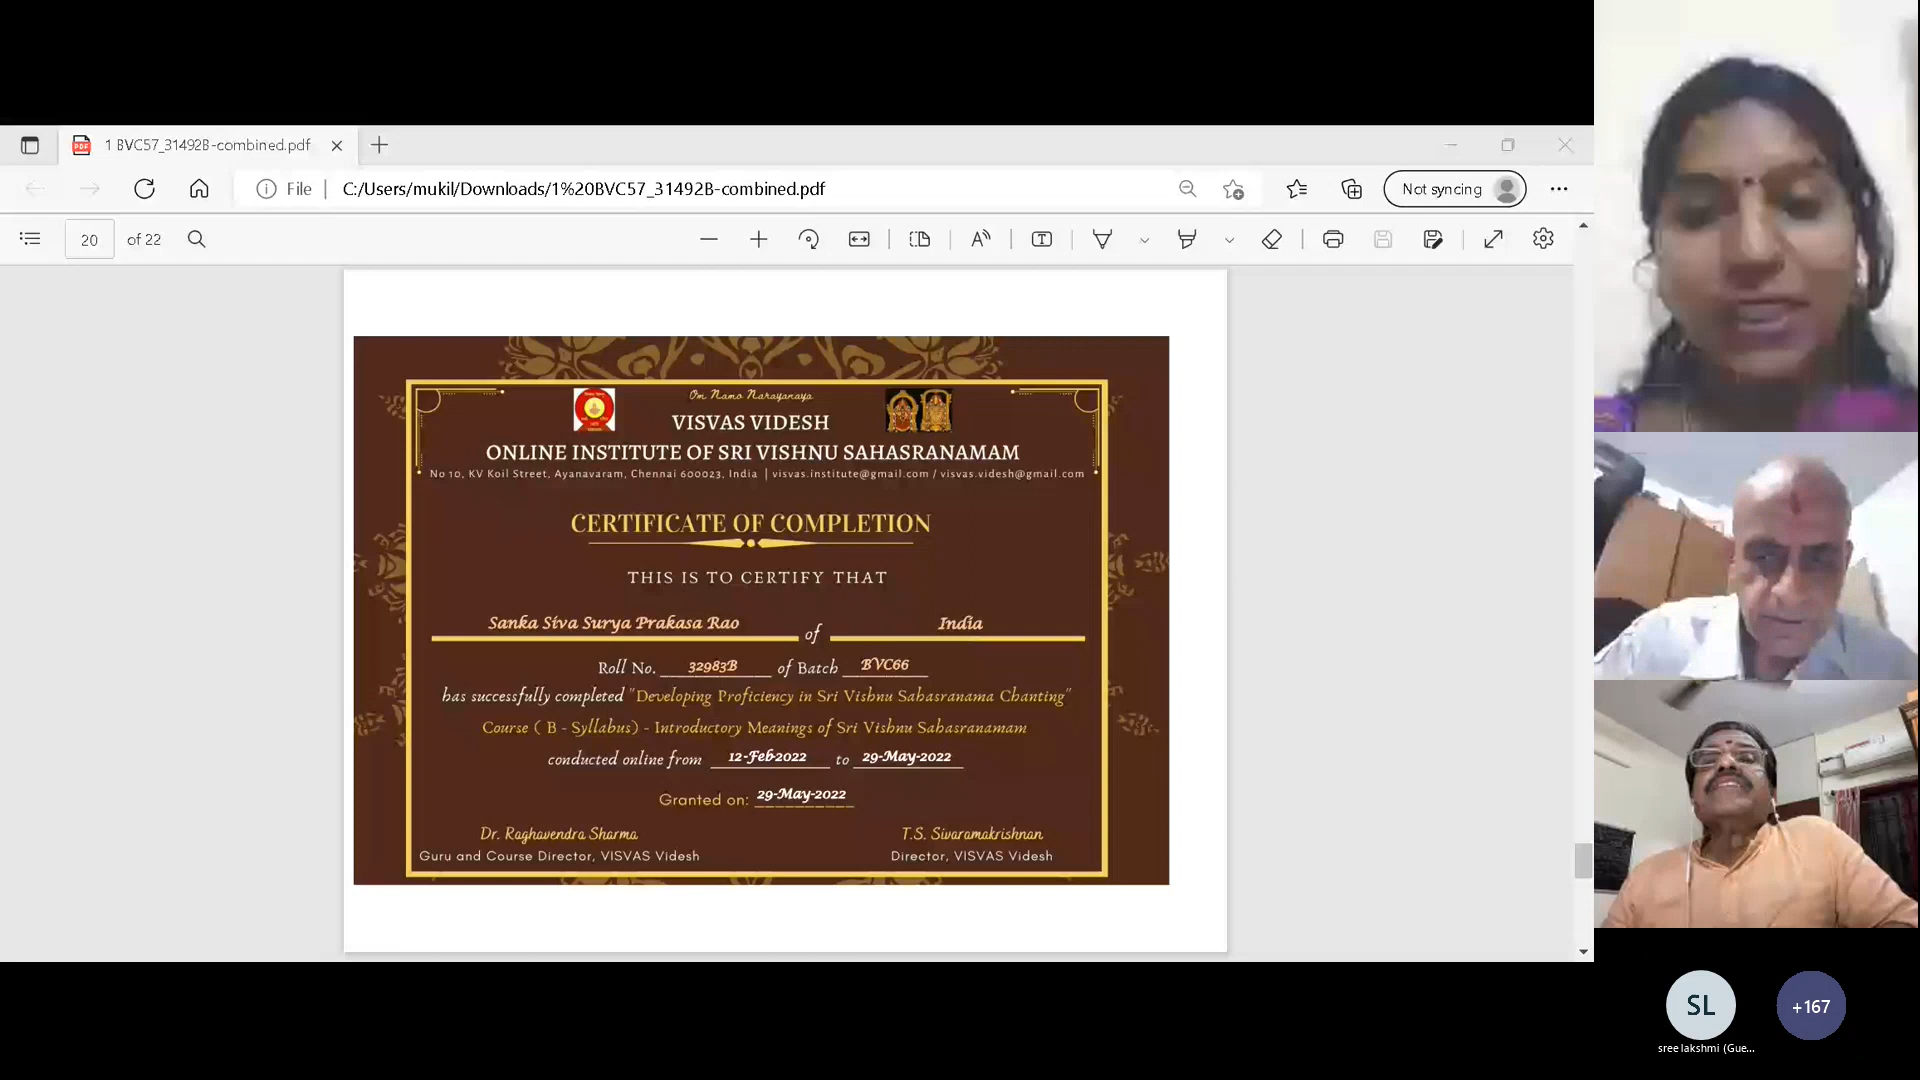 1 BVC57_31492B-combined.pdf
File | C:/Users/mukil/Downloads/1%20BVC57_31492B-combined.pdf
Not syncing
20 of 22
Om Namo Narayanaya
VISVAS VIDESH
ONLINE INSTITUTE OF SRI VISHNU SAHASRANAMAM
No 10, KV Koil Street, Ayanavaram, Chennai 600023, India | visvas.institute@gmail.com / visvas.videsh@gmail.com
CERTIFICATE OF COMPLETION
THIS IS TO CERTIFY THAT
Sanka Siva Surya Prakasa Rao of India
Roll No. 32983B of Batch BVC66
has successfully completed "Developing Proficiency in Sri Vishnu Sahasranama Chanting"
Course ( B - Syllabus) - Introductory Meanings of Sri Vishnu Sahasranamam
conducted online from 12-Feb-2022 to 29-May-2022
Granted on: 29-May-2022
Dr. Raghavendra Sharma T.S. Sivaramakrishnan
Guru and Course Director, VISVAS Videsh Director, VISVAS Videsh
SL +167
sree lakshmi (Gue...